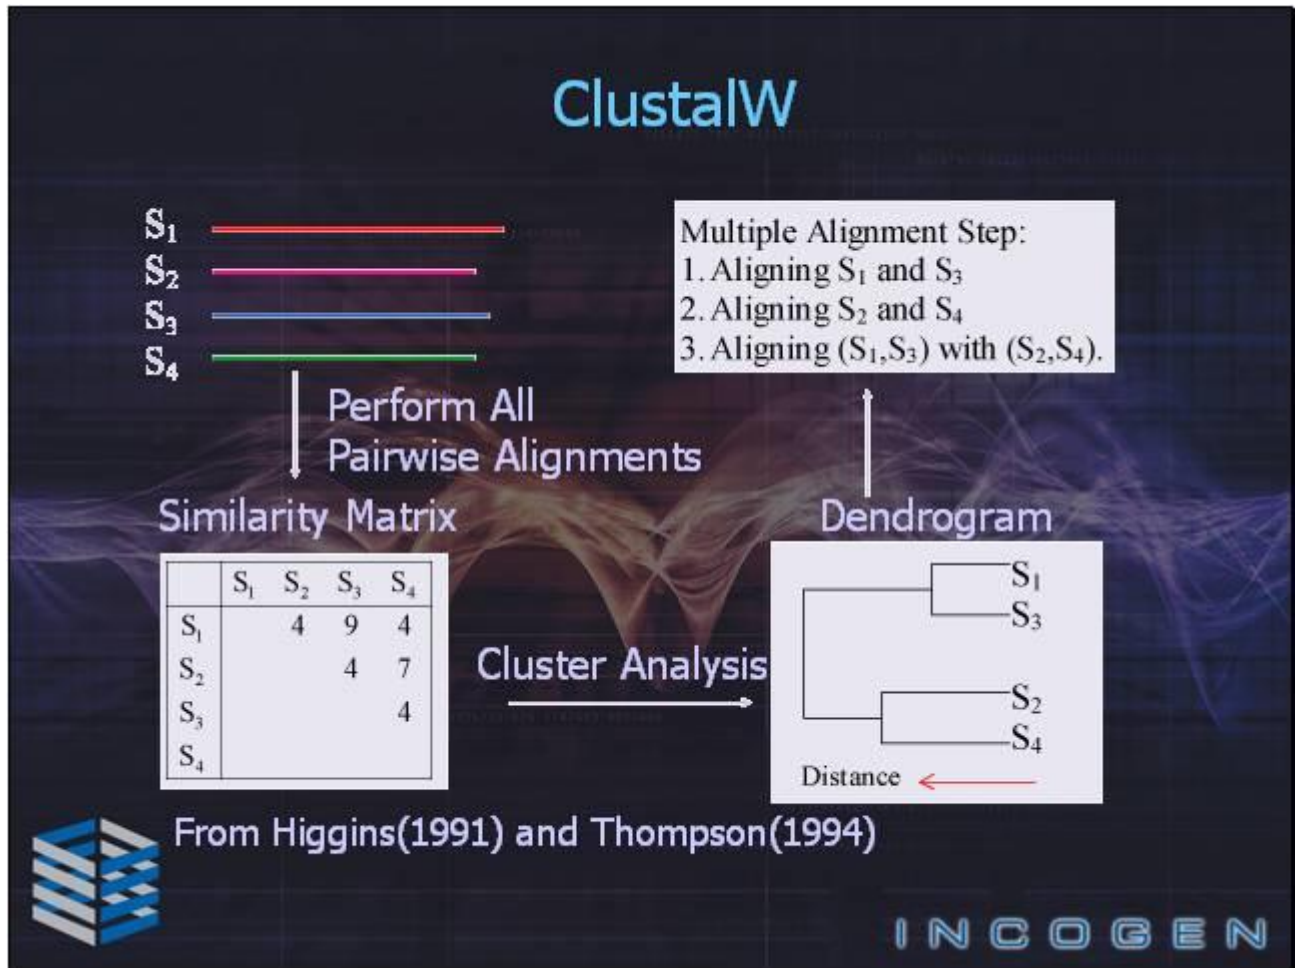 ClustalW
S₁
S₂
S₃
S₄
Perform All
Pairwise Alignments
Similarity Matrix
S₁ S₂ S₃ S₄
S₁ 4 9 4
S₂ 4 7
S₃ 4
S₄
Cluster Analysis
Dendrogram
S₁
S₃
S₂
S₄
Distance
Multiple Alignment Step:
1. Aligning S₁ and S₃
2. Aligning S₂ and S₄
3. Aligning (S₁,S₃) with (S₂,S₄).
From Higgins(1991) and Thompson(1994)
INCOGEN